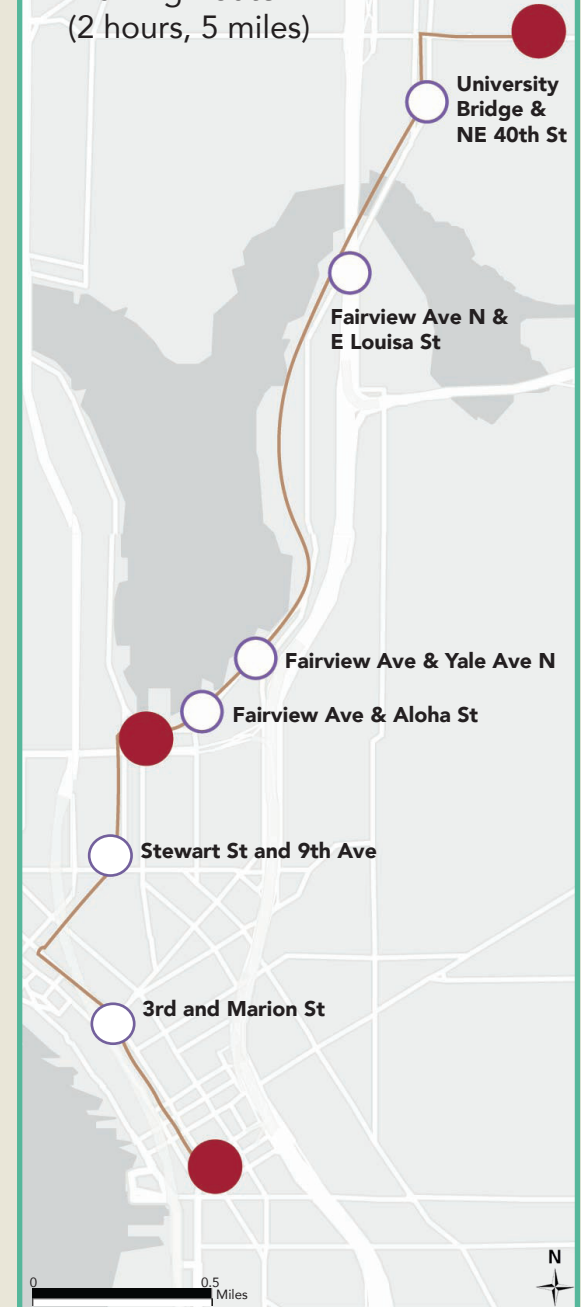 (2 hours, 5 miles)
University
Bridge &
NE 40th St
Fairview Ave N &
E Louisa St
Fairview Ave & Yale Ave N
Fairview Ave & Aloha St
Stewart St and 9th Ave
3rd and Marion St
0 0.5
Miles
N